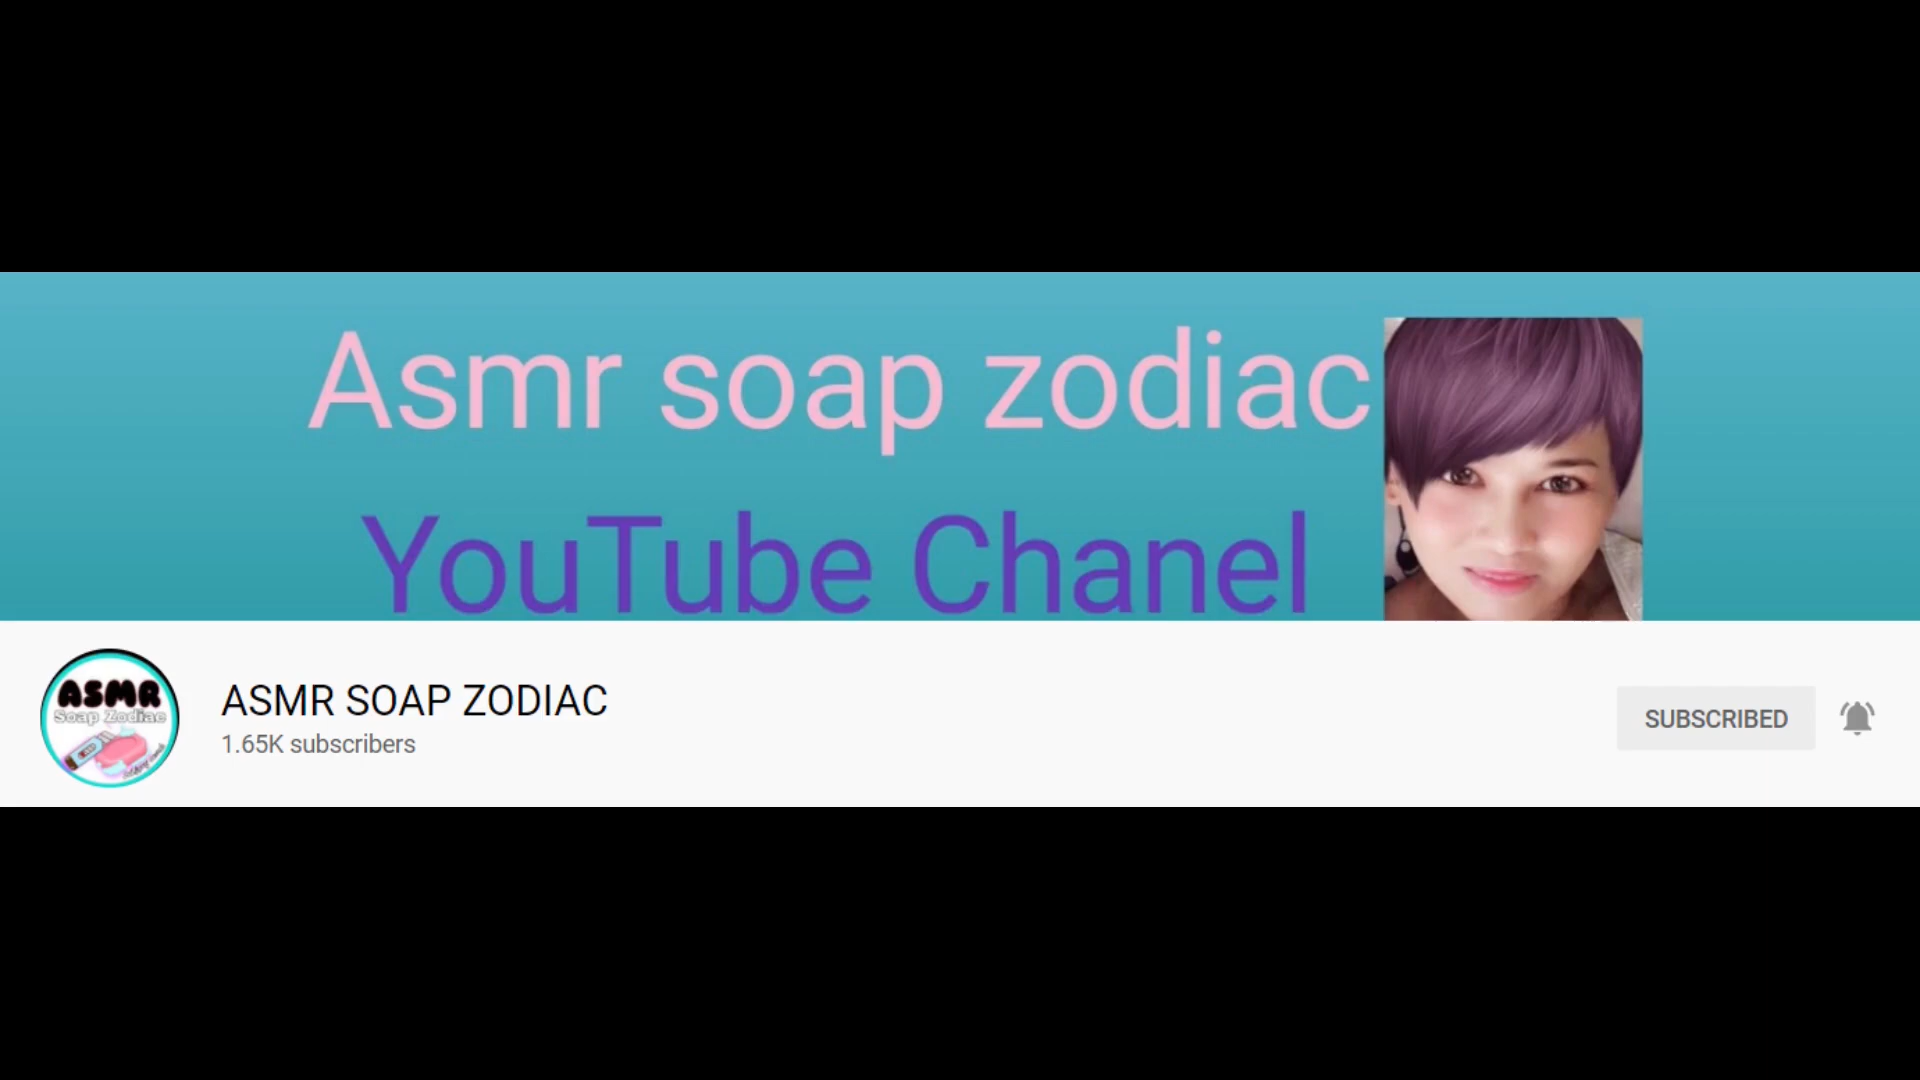 Asmr soap zodiac
YouTube Chanel
ASMR
Soap Zodiac
ASMR SOAP ZODIAC
1.65K subscribers
SUBSCRIBED